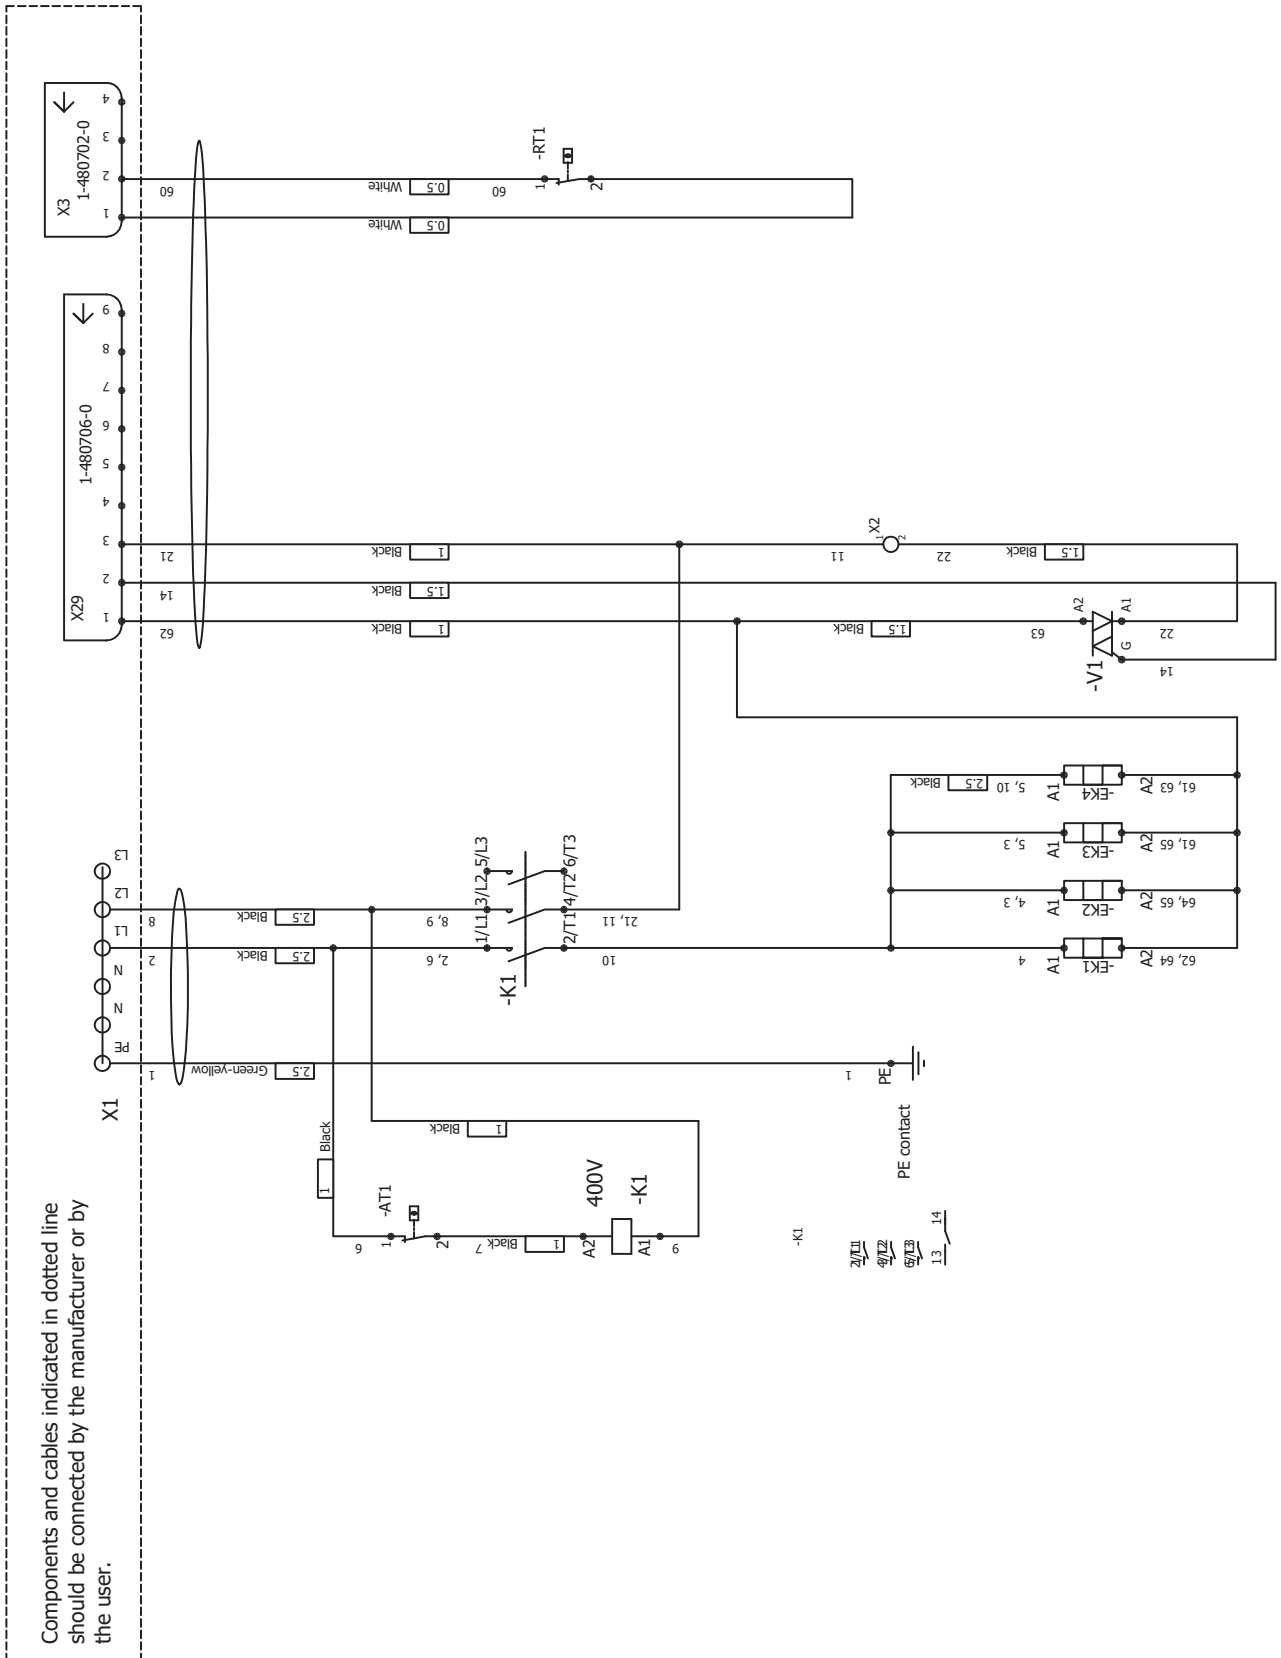 Components and cables indicated in dotted line
should be connected by the manufacturer or by
the user.
X3
1-480702-0
1
2
3
4
60
White
0.5
60
White
0.5
-RT1
1
2
X29
1-480706-0
1
2
3
4
5
6
7
8
9
21
Black
1
11
X2
1
2
22
Black
1.5
14
Black
1.5
62
Black
1
Black
1.5
63
A2
A1
G
22
14
-V1
X1
PE
N
N
L1
L2
L3
8
Black
2.5
8, 9
2
Black
2.5
2, 6
1/L1
3/L2
5/L3
2/T1
4/T2
6/T3
-K1
21, 11
10
Black
2.5
5, 10
A1
-EK4
A2
61, 63
5, 3
A1
-EK3
A2
61, 65
4, 3
A1
-EK2
A2
64, 65
4
A1
-EK1
A2
62, 64
1
Green-yellow
2.5
1
PE
PE contact
Black
1
Black
1
6
-AT1
1
2
7
Black
1
A2
400V
-K1
A1
9
-K1
13
14